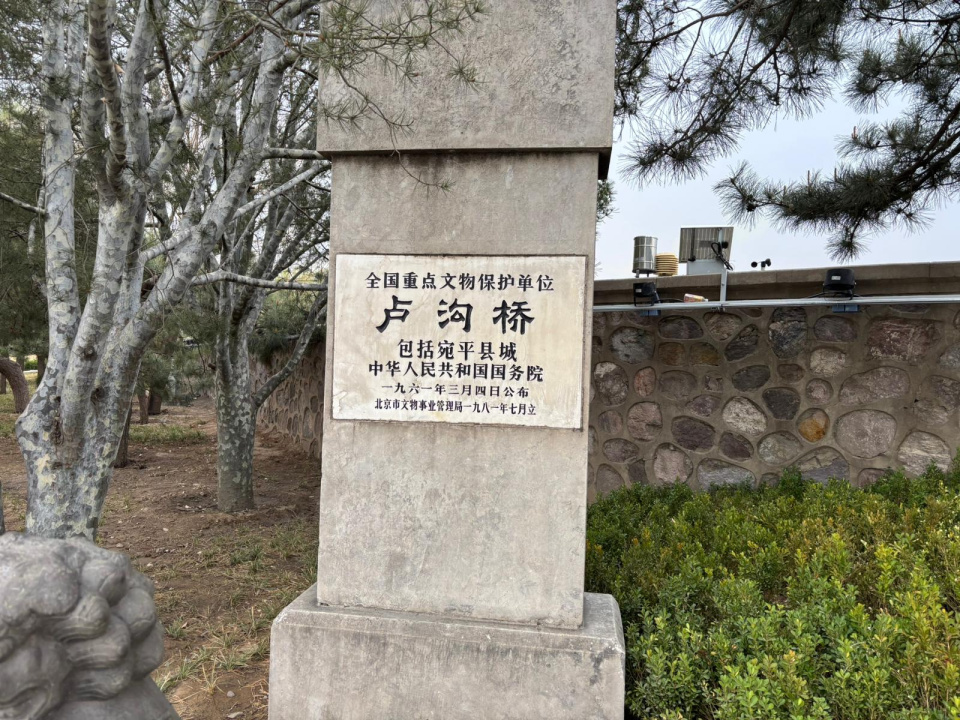 全国重点文物保护单位
卢沟桥
包括宛平县城
中华人民共和国国务院
一九六一年三月四日公布
北京市文物事业管理局一九八一年七月立